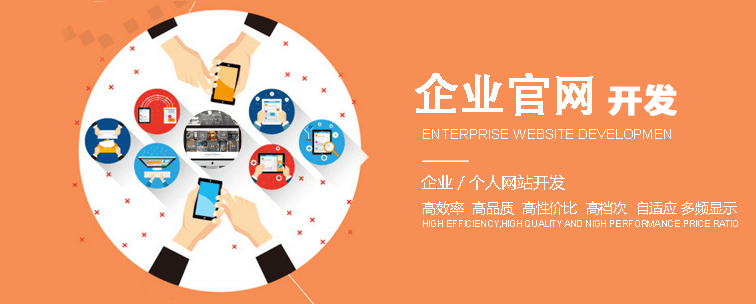 企业官网 开发
ENTERPRISE WEBSITE DEVELOPMEN
企业 / 个人网站开发
高效率 高品质 高性价比 高档次 自适应 多频显示
HIGH EFFICIENCY,HIGH QUALITY AND NIGH PERFORMANCE PRICE RATIO